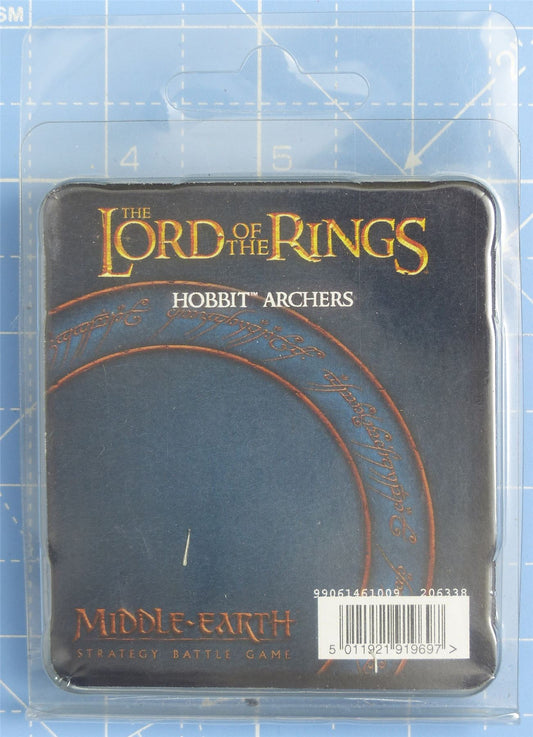 SM
2
4
5
THE LORD OF THE RINGS
HOBBIT™ ARCHERS
99061461009 206338
MIDDLE-EARTH
STRATEGY BATTLE GAME
5 011921 919697 >